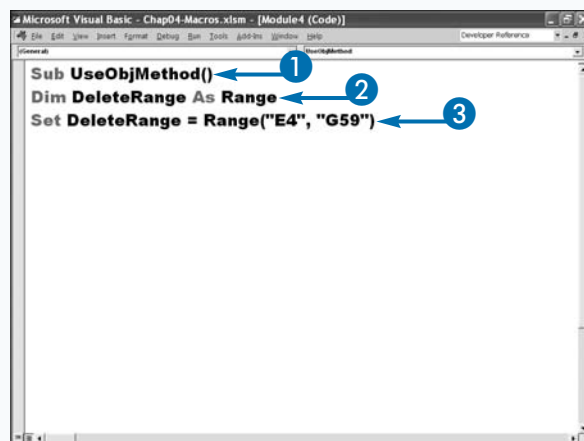 Microsoft Visual Basic - Chap04-Macros.xlsm - [Module4 (Code)]
File Edit View Insert Format Debug Run Tools Add-Ins Window Help Developer Reference
(General) UseObjMethod
Sub UseObjMethod() 1
Dim DeleteRange As Range 2
Set DeleteRange = Range("E4", "G59") 3